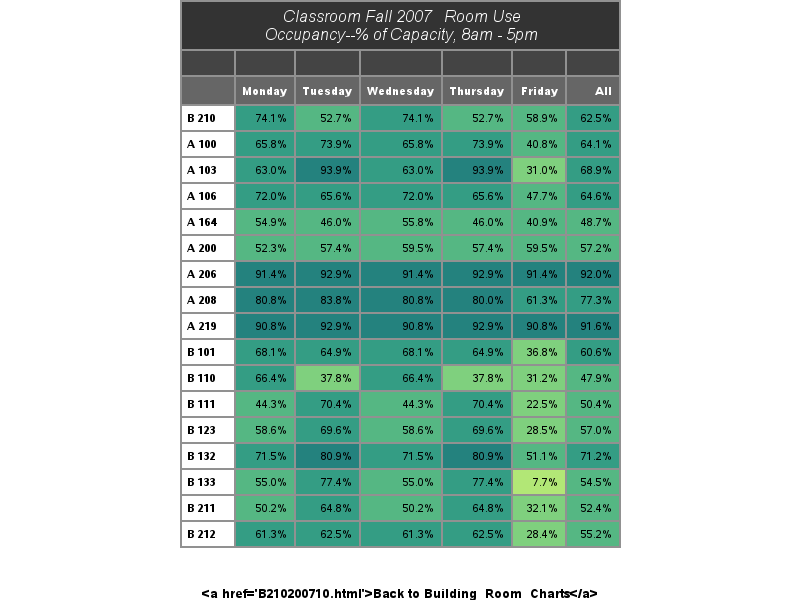 Classroom Fall 2007   Room Use
Occupancy--% of Capacity, 8am - 5pm
Monday Tuesday Wednesday Thursday Friday All
B 210 74.1% 52.7% 74.1% 52.7% 58.9% 62.5%
A 100 65.8% 73.9% 65.8% 73.9% 40.8% 64.1%
A 103 63.0% 93.9% 63.0% 93.9% 31.0% 68.9%
A 106 72.0% 65.6% 72.0% 65.6% 47.7% 64.6%
A 164 54.9% 46.0% 55.8% 46.0% 40.9% 48.7%
A 200 52.3% 57.4% 59.5% 57.4% 59.5% 57.2%
A 206 91.4% 92.9% 91.4% 92.9% 91.4% 92.0%
A 208 80.8% 83.8% 80.8% 80.0% 61.3% 77.3%
A 219 90.8% 92.9% 90.8% 92.9% 90.8% 91.6%
B 101 68.1% 64.9% 68.1% 64.9% 36.8% 60.6%
B 110 66.4% 37.8% 66.4% 37.8% 31.2% 47.9%
B 111 44.3% 70.4% 44.3% 70.4% 22.5% 50.4%
B 123 58.6% 69.6% 58.6% 69.6% 28.5% 57.0%
B 132 71.5% 80.9% 71.5% 80.9% 51.1% 71.2%
B 133 55.0% 77.4% 55.0% 77.4% 7.7% 54.5%
B 211 50.2% 64.8% 50.2% 64.8% 32.1% 52.4%
B 212 61.3% 62.5% 61.3% 62.5% 28.4% 55.2%
<a href='B210200710.html'>Back to Building_Room_Charts</a>